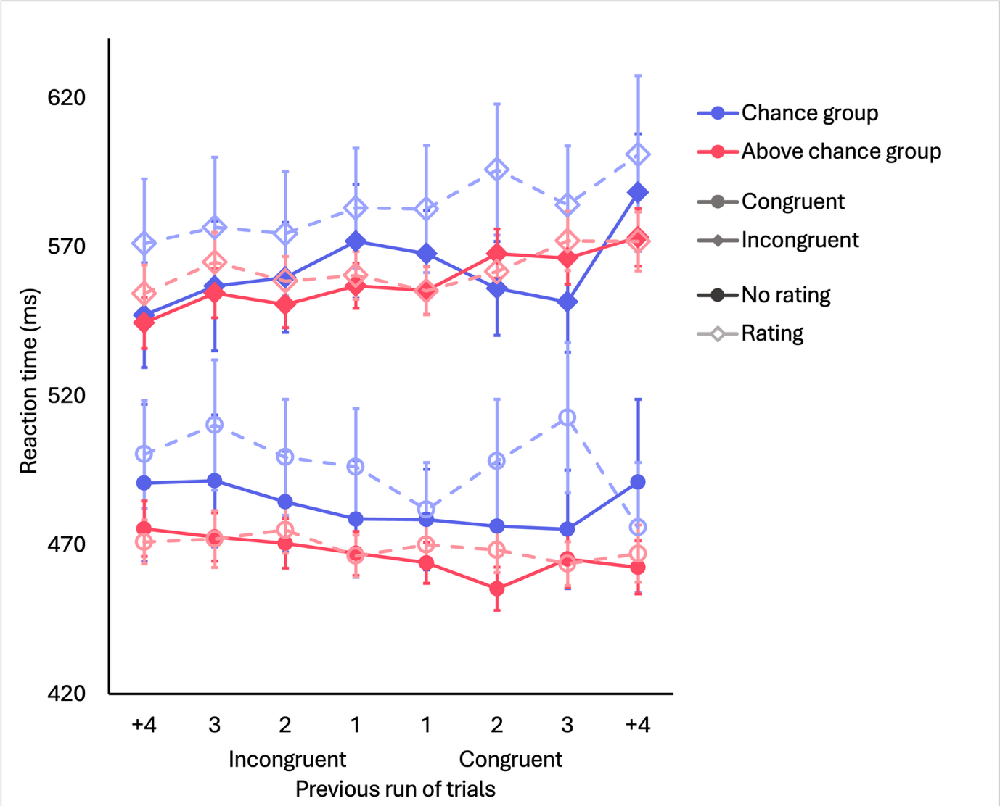 620
570
520
470
420
Reaction time (ms)
+4 3 2 1 1 2 3 +4
Incongruent Congruent
Previous run of trials
Chance group
Above chance group
Congruent
Incongruent
No rating
Rating